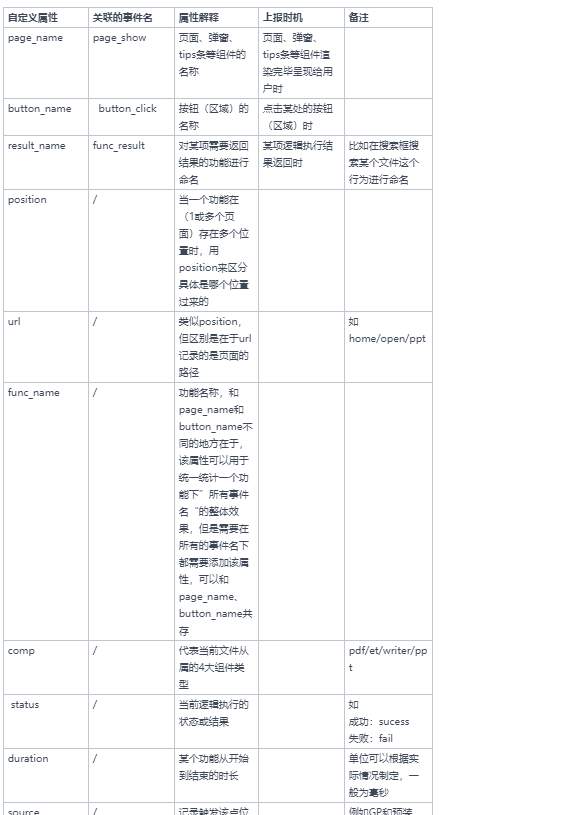 自定义属性 关联的事件名 属性解释 上报时机 备注
page_name page_show 页面、弹窗、tips条等组件的名称 页面、弹窗、tips条等组件渲染完毕呈现给用户时
button_name button_click 按钮（区域）的名称 点击某处的按钮（区域）时
result_name func_result 对某项需要返回结果的功能进行命名 某项逻辑执行结果返回时 比如在搜索框搜索某个文件这个行为进行命名
position / 当一个功能在（1或多个页面）存在多个位置时，用position来区分具体是哪个位置过来的
url / 类似position，但区别是在于url记录的是页面的路径 如home/open/ppt
func_name / 功能名称，和page_name和button_name不同的地方在于，该属性可以用于统一统计一个功能下”所有事件名“的整体效果，但是需要在所有的事件名下都需要添加该属性，可以和page_name、button_name共存
comp / 代表当前文件从属的4大组件类型 pdf/et/writer/ppt
status / 当前逻辑执行的状态或结果 如 成功：sucess 失败：fail
duration / 某个功能从开始到结束的时长 单位可以根据实际情况制定，一般为毫秒
source / 记录触发该点位 例如GP和预装